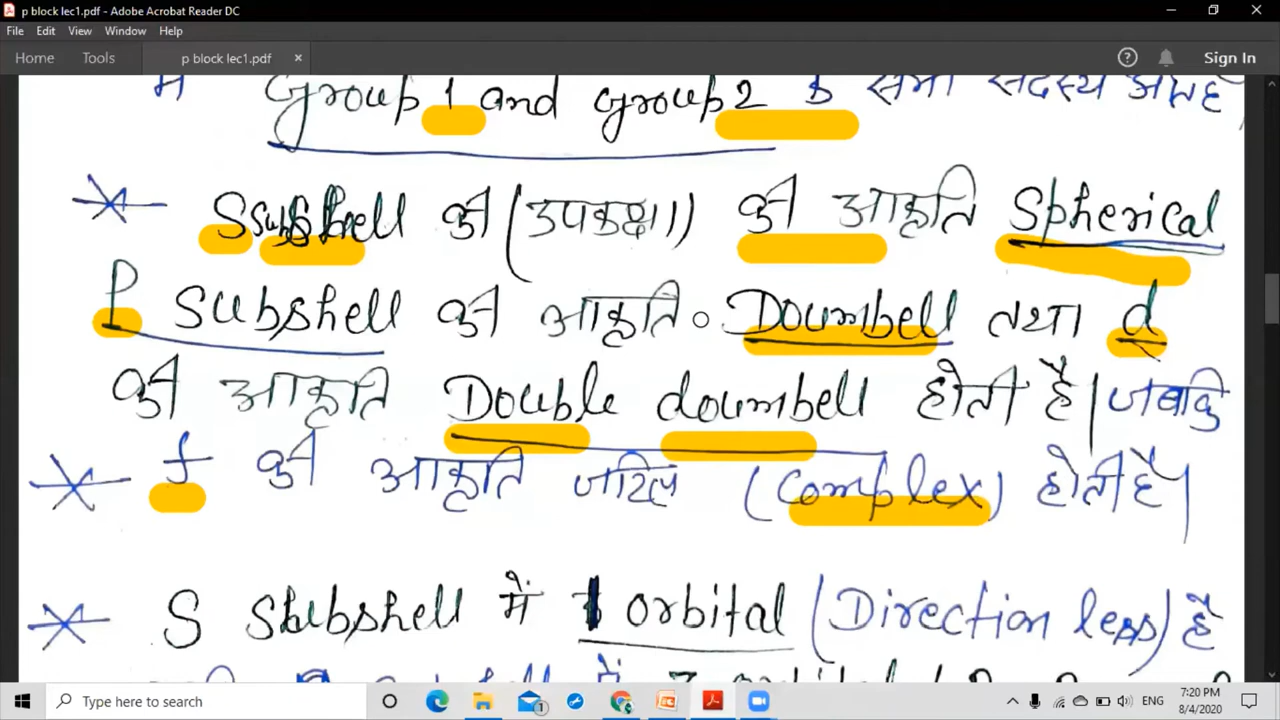 p block lec1.pdf - Adobe Acrobat Reader DC
File Edit View Window Help
Home Tools p block lec1.pdf × ? Sign In
में Group 1 and group 2 के सभी सदस्य आते हैं
S Subshell की (उपकक्षा) की आकृति Spherical
P Subshell की आकृति Doumbell तथा d
की आकृति Double doumbell होती है। जबकि
f की आकृति जटिल (Complex) होती है।
S Subshell में 1 orbital (Direction less) है
Type here to search
ENG
7:20 PM
8/4/2020